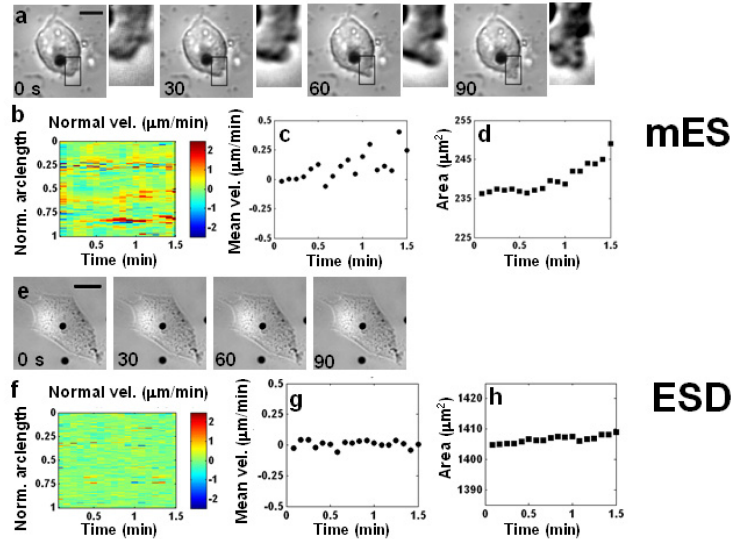 a
0 s
30
60
90
mES
b
Normal vel. (μm/min)
Norm. arclength
0
0.25
0.5
0.75
1
0.5
1
1.5
Time (min)
2
1
0
-1
-2
c
Mean vel. (μm/min)
0.5
0.25
0
-0.5
0
0.5
1.0
1.5
Time (min)
d
Area (μm²)
255
245
235
225
0
0.5
1.0
1.5
Time (min)
e
0 s
30
60
90
ESD
f
Normal vel. (μm/min)
Norm. arclength
0
0.25
0.5
0.75
1
0.5
1
1.5
Time (min)
2
1
0
-1
-2
g
Mean vel. (μm/min)
0.5
0.25
0
-0.25
-0.5
0
0.5
1.0
1.5
Time (min)
h
Area (μm²)
1420
1410
1400
1390
0
0.5
1.0
1.5
Time (min)